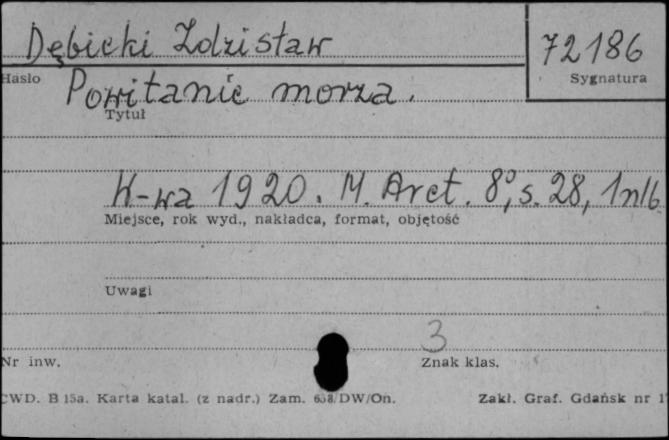 Dębicki Zdzisław
72186
Hasło
Sygnatura
Powitanie morza.
Tytuł
W-wa 1920. M. Arct. 8°, s. 28, 1nlb
Miejsce, rok wyd., nakładca, format, objętość
Uwagi
3
Nr inw.
Znak klas.
CWD. B 15a. Karta katal. (z nadr.) Zam. 638/DW/On.
Zakł. Graf. Gdańsk nr 1